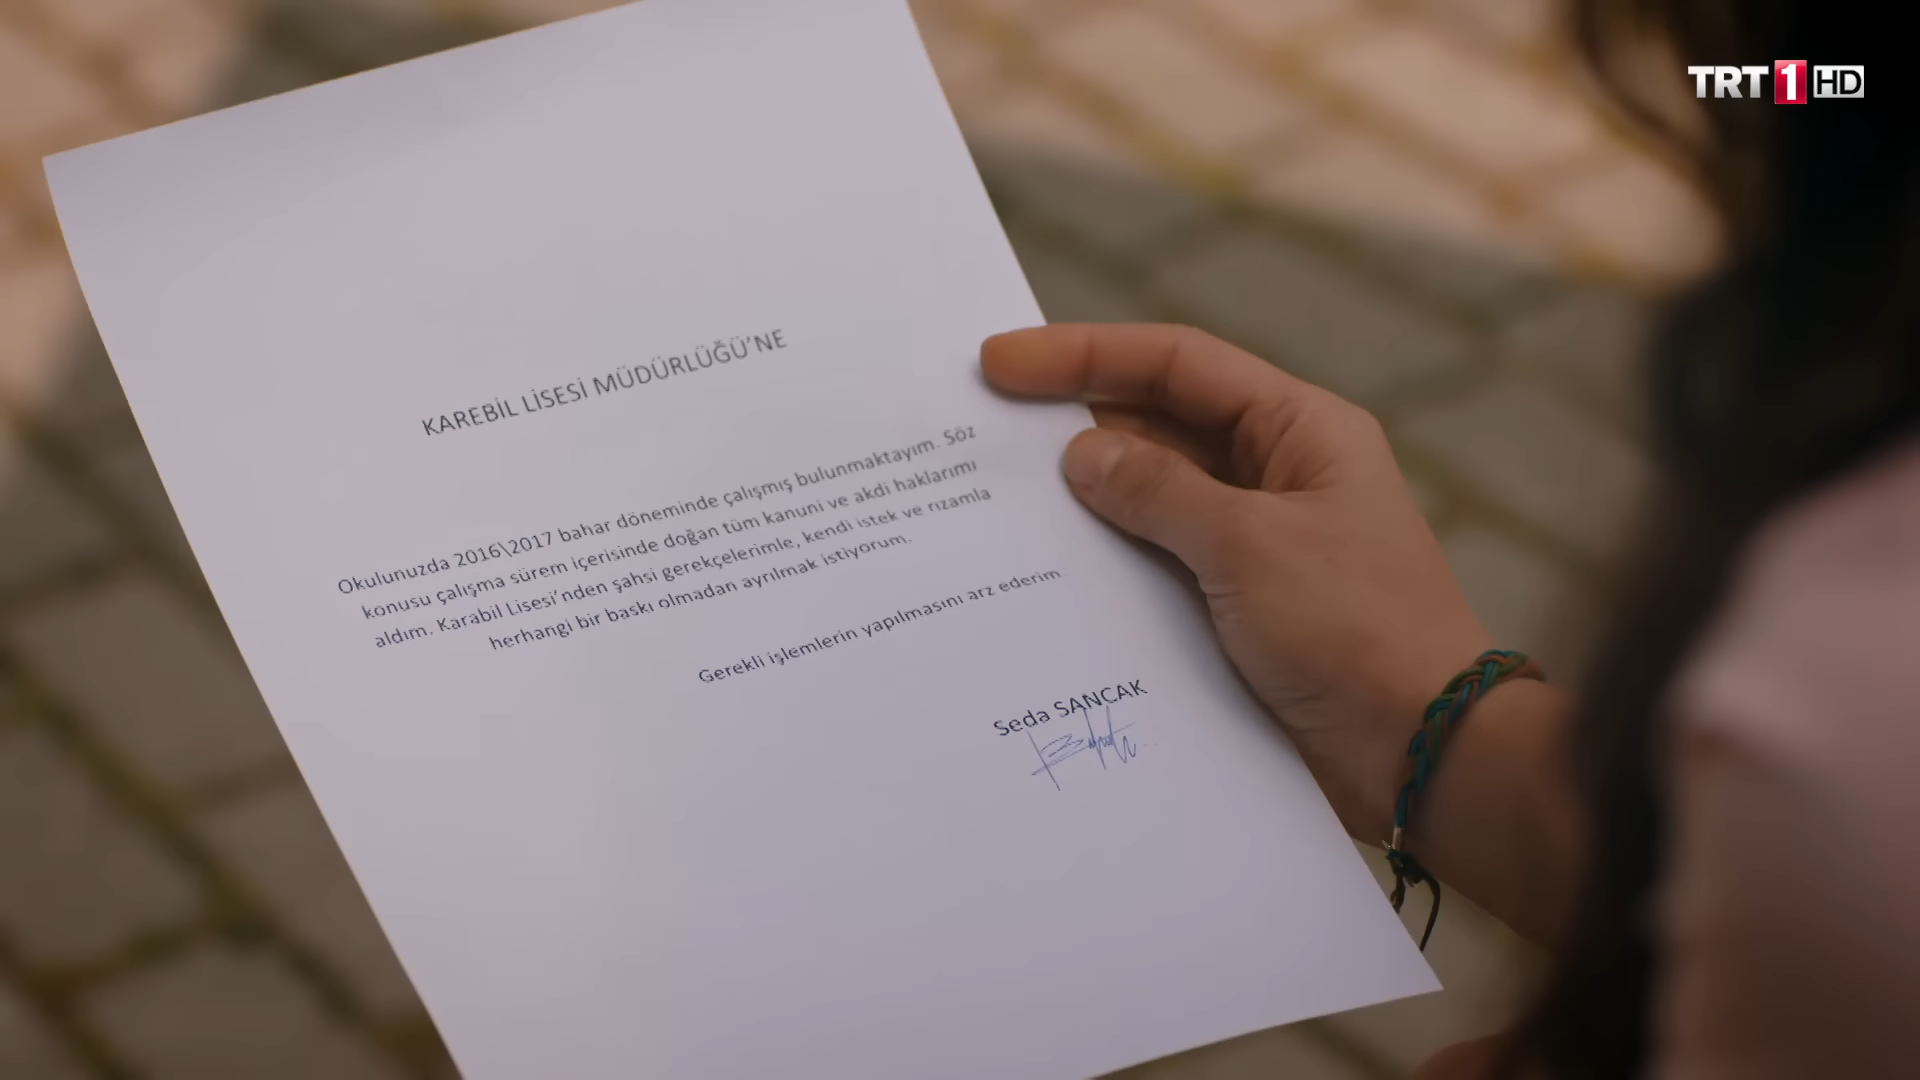 TRT 1 HD
KAREBİL LİSESİ MÜDÜRLÜĞÜ'NE
Okulunuzda 2016\2017 bahar döneminde çalışmış bulunmaktayım. Söz
konusu çalışma sürem içerisinde doğan tüm kanuni ve akdi haklarımı
aldım. Karabil Lisesi'nden şahsi gerekçelerimle, kendi istek ve rızamla
herhangi bir baskı olmadan ayrılmak istiyorum.
Gerekli işlemlerin yapılmasını arz ederim.
Seda SANCAK